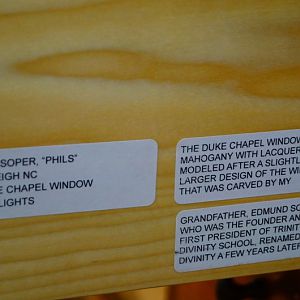 SOPER, "PHILS"
EIGH NC
E CHAPEL WINDOW
LIGHTS
THE DUKE CHAPEL WINDOW
MAHOGANY WITH LACQUER
MODELED AFTER A SLIGHTL
LARGER DESIGN OF THE WI
THAT WAS CARVED BY MY
GRANDFATHER, EDMUND SO
WHO WAS THE FOUNDER AN
FIRST PRESIDENT OF TRINIT
DIVINITY SCHOOL, RENAMED
DIVINITY A FEW YEARS LATER